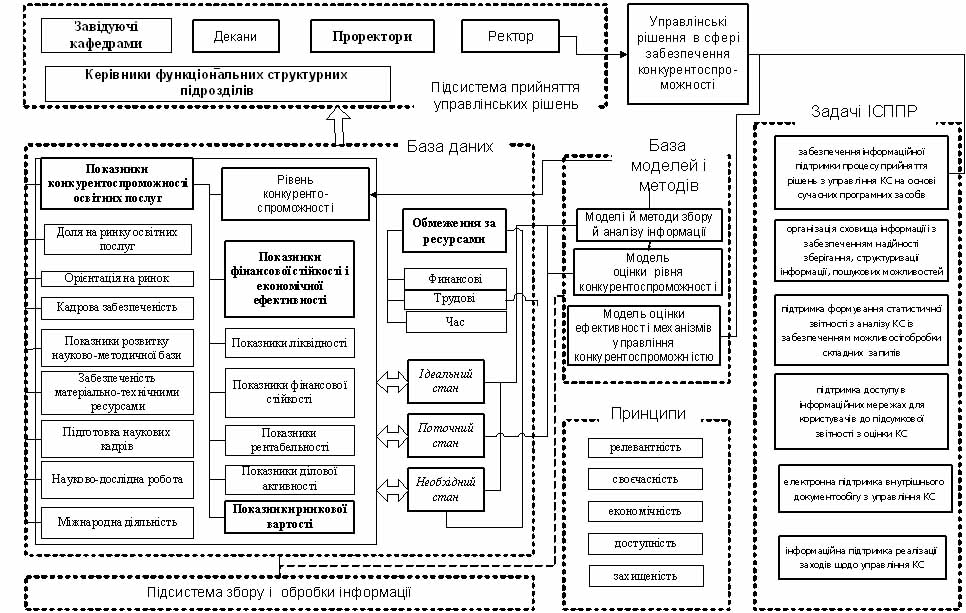 Завідуючі
кафедрами
Декани
Проректори
Ректор
Керівники функціональних структурних
підрозділів
Підсистема прийняття
управлінських рішень
Управлінські
рішення в сфері
забезпечення
конкурентоспро-
можності
База даних
Показники
конкурентоспроможності
освітних послуг
Доля на ринку освітних
послуг
Орієнтація на ринок
Кадрова забезпеченість
Показники розвитку
науково-методичної бази
Забезпеченість
матеріально-технічними
ресурсами
Підготовка наукових
кадрів
Науково-дослідна робота
Міжнародна діяльність
Рівень
конкуренто-
спроможності
Показники
фінансової стійкості і
економічної
ефективності
Показники ліквідності
Показники фінансової
стійкості
Показники
рентабельності
Показники ділової
активності
Показники ринкової
вартості
Обмеження за
ресурсами
Финансові
Трудові
Час
Ідеальний
стан
Поточний
стан
Необхідний
стан
База
моделей і
методів
Моделі й методи збору
й аналізу інформації
Модель
оцінки рівня
конкурентоспроможності
Модель оцінки
ефективності механізмів
управління
конкурентоспроможністю
Принципи
релевантність
своєчасність
економічність
доступність
захищеність
Задачі ІСППР
забезпечення інформаційної
підтримки процесу прийняття
рішень з управління КС на основі
сучасних програмних засобів
організація сховища інформації з
забезпеченням надійності
зберігання, структуризації
інформації, пошукових можливостей
підтримка формування статистичної
звітності з аналізу КС із
забезпеченням можливості обробки
складних запитів
підтримка доступу в
інформаційних мережах для
користувачів до підсумкової
звітності з оцінки КС
електронна підтримка внутрішнього
документообігу з управління КС
інформаційна підтримка реалізації
заходів щодо управління КС
Підсистема збору і обробки інформації